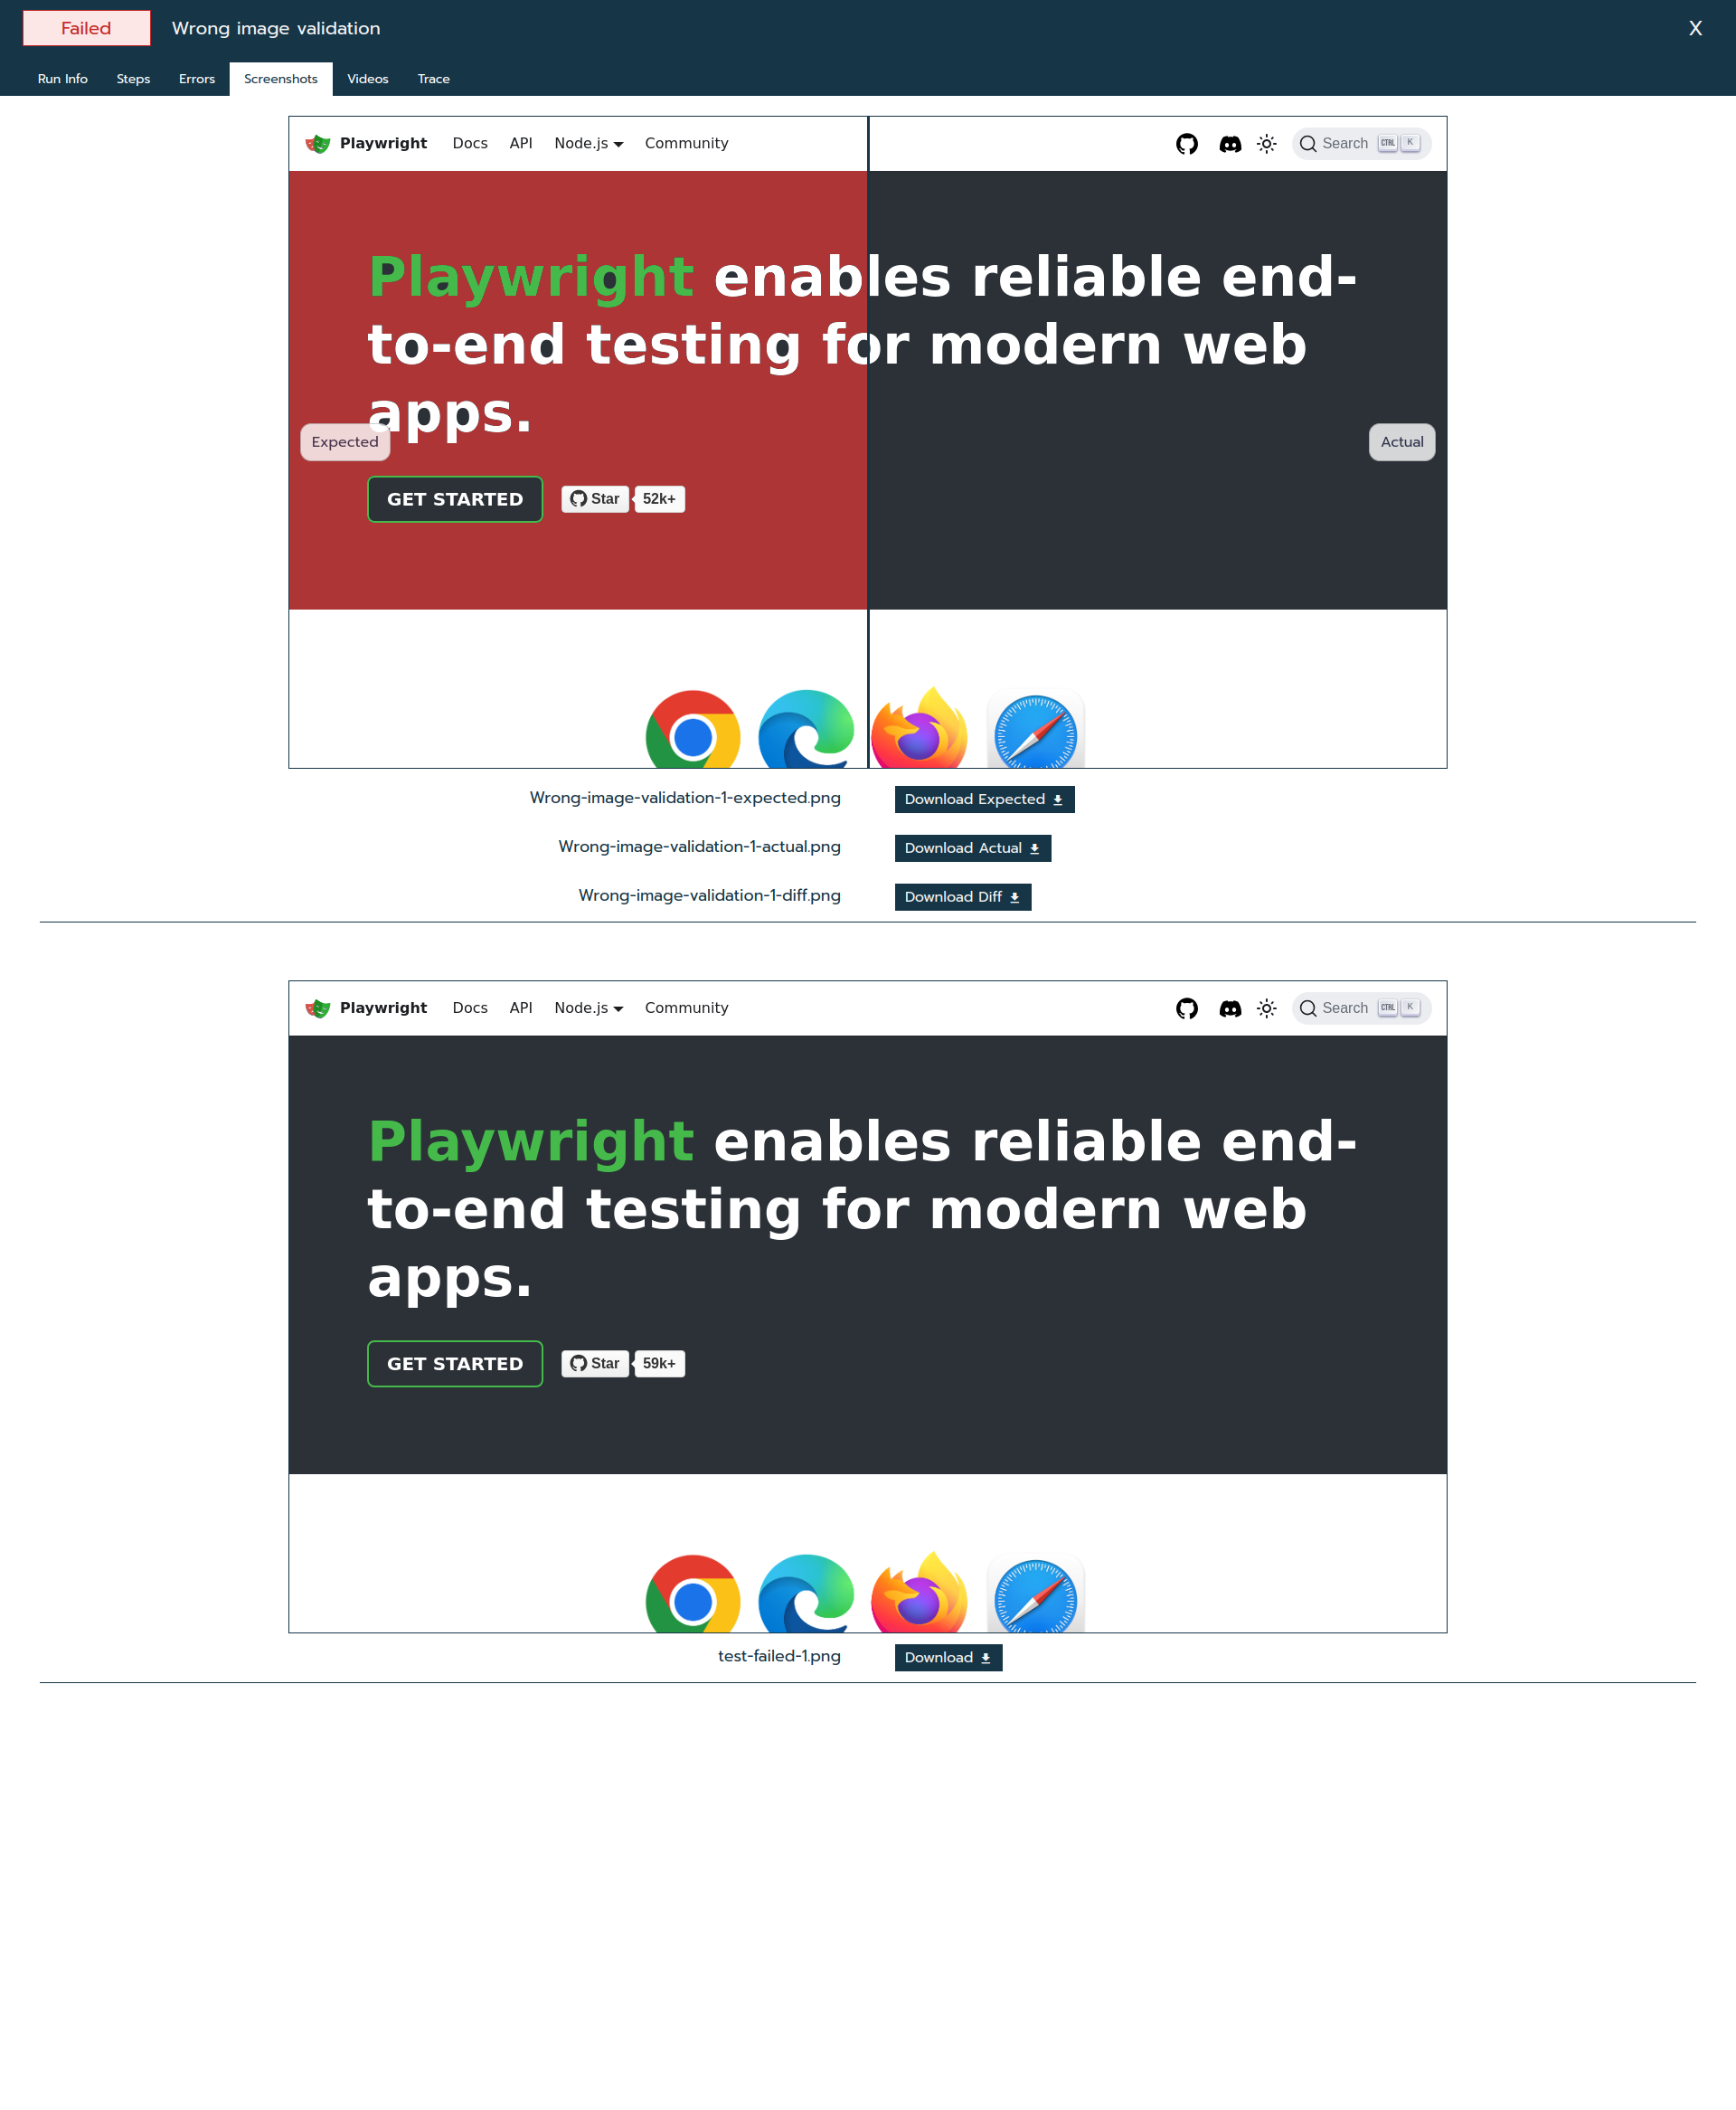 Failed Wrong image validation X
Run Info Steps Errors Screenshots Videos Trace
Playwright Docs API Node.js Community Search CTRL K
Playwright enables reliable end-
to-end testing for modern web
apps.
Expected Actual
GET STARTED Star 52k+
Wrong-image-validation-1-expected.png Download Expected
Wrong-image-validation-1-actual.png Download Actual
Wrong-image-validation-1-diff.png Download Diff
Playwright Docs API Node.js Community Search CTRL K
Playwright enables reliable end-
to-end testing for modern web
apps.
GET STARTED Star 59k+
test-failed-1.png Download